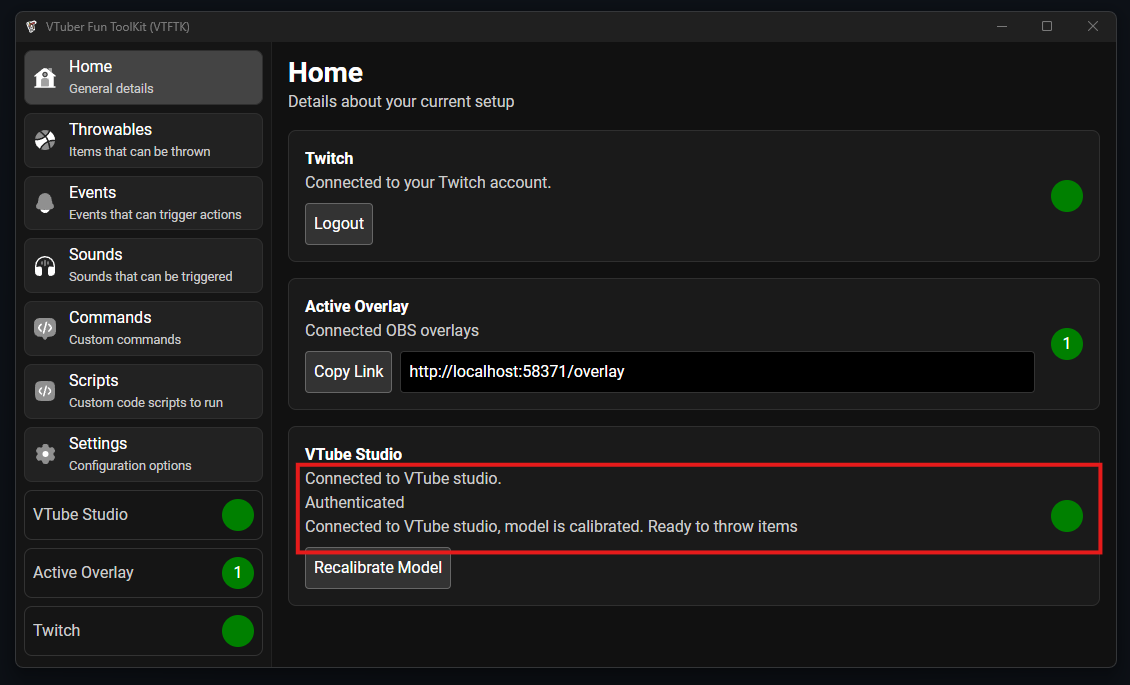 VTuber Fun ToolKit (VTFTK)
Home
General details
Throwables
Items that can be thrown
Events
Events that can trigger actions
Sounds
Sounds that can be triggered
Commands
Custom commands
Scripts
Custom code scripts to run
Settings
Configuration options
VTube Studio
Active Overlay
1
Twitch
Home
Details about your current setup
Twitch
Connected to your Twitch account.
Logout
Active Overlay
Connected OBS overlays
Copy Link
http://localhost:58371/overlay
1
VTube Studio
Connected to VTube studio.
Authenticated
Connected to VTube studio, model is calibrated. Ready to throw items
Recalibrate Model